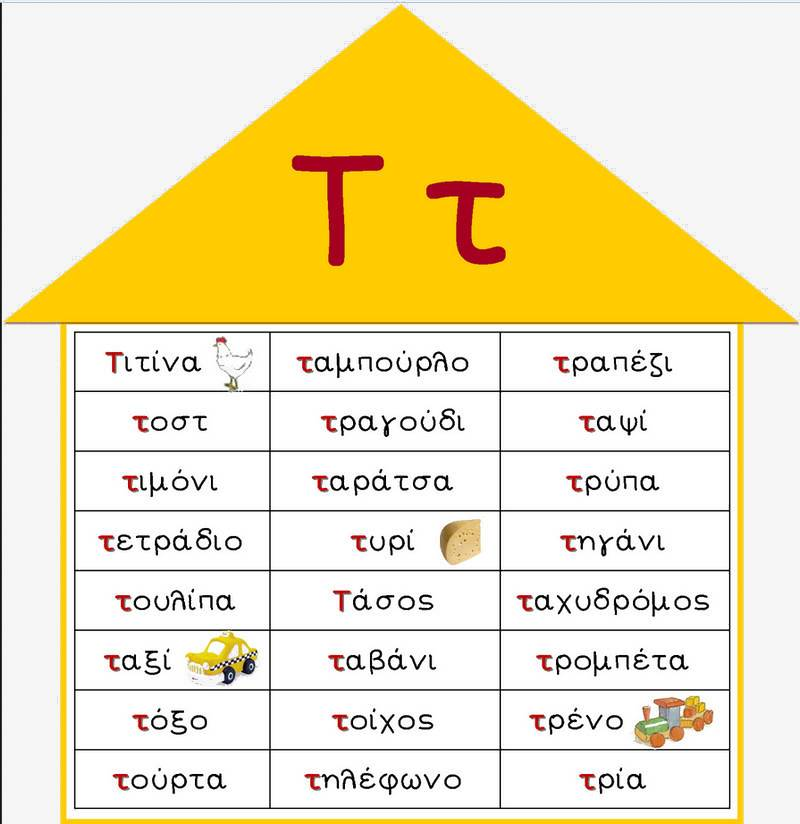 Τ τ
Τιτίνα ταμπούρλο τραπέζι
τοστ τραγούδι ταψί
τιμόνι ταράτσα τρύπα
τετράδιο τυρί τηγάνι
τουλίπα Τάσος ταχυδρόμος
ταξί ταβάνι τρομπέτα
τόξο τοίχος τρένο
τούρτα τηλέφωνο τρία